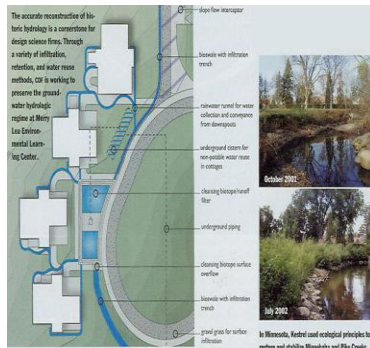 The accurate reconstruction of his-
toric hydrology is a cornerstone for
design science firms. Through
a variety of infiltration,
retention, and water reuse
methods, CDF is working to
preserve the ground-
water hydrologic
regime at Merry
Lea Environ-
mental Learn-
ing Center.
slope flow interceptor
bioswale with infiltration
trench
rainwater runnel for water
collection and conveyance
from downspouts
underground cistern for
non-potable water reuse
in cottages
cleansing biotope/runoff
filter
underground piping
cleansing biotope surface
overflow
bioswale with infiltration
trench
gravel grass for surface
infiltration
October 2001
July 2002
In Minnesota, Kestrel used ecological principles to
restore and stabilize Minnehaha and Pike Creeks